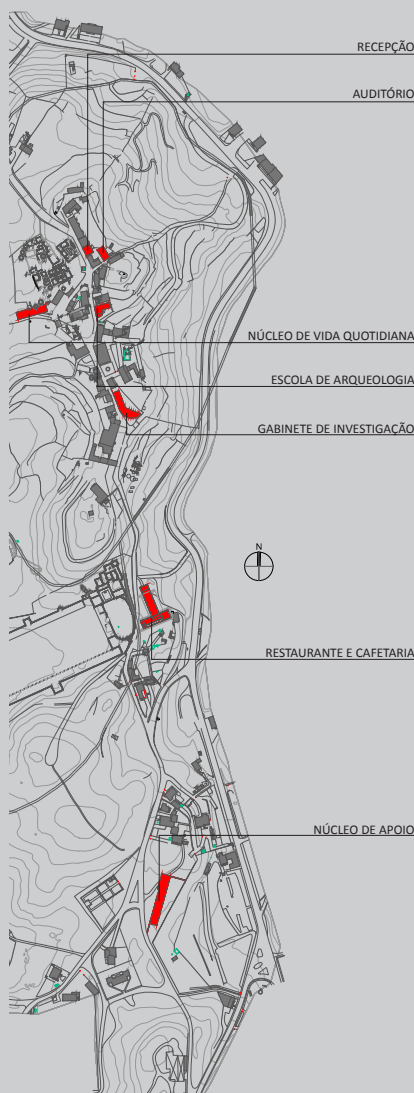 RECEPÇÃO
AUDITÓRIO
NÚCLEO DE VIDA QUOTIDIANA
ESCOLA DE ARQUEOLOGIA
GABINETE DE INVESTIGAÇÃO
N
RESTAURANTE E CAFETARIA
NÚCLEO DE APOIO